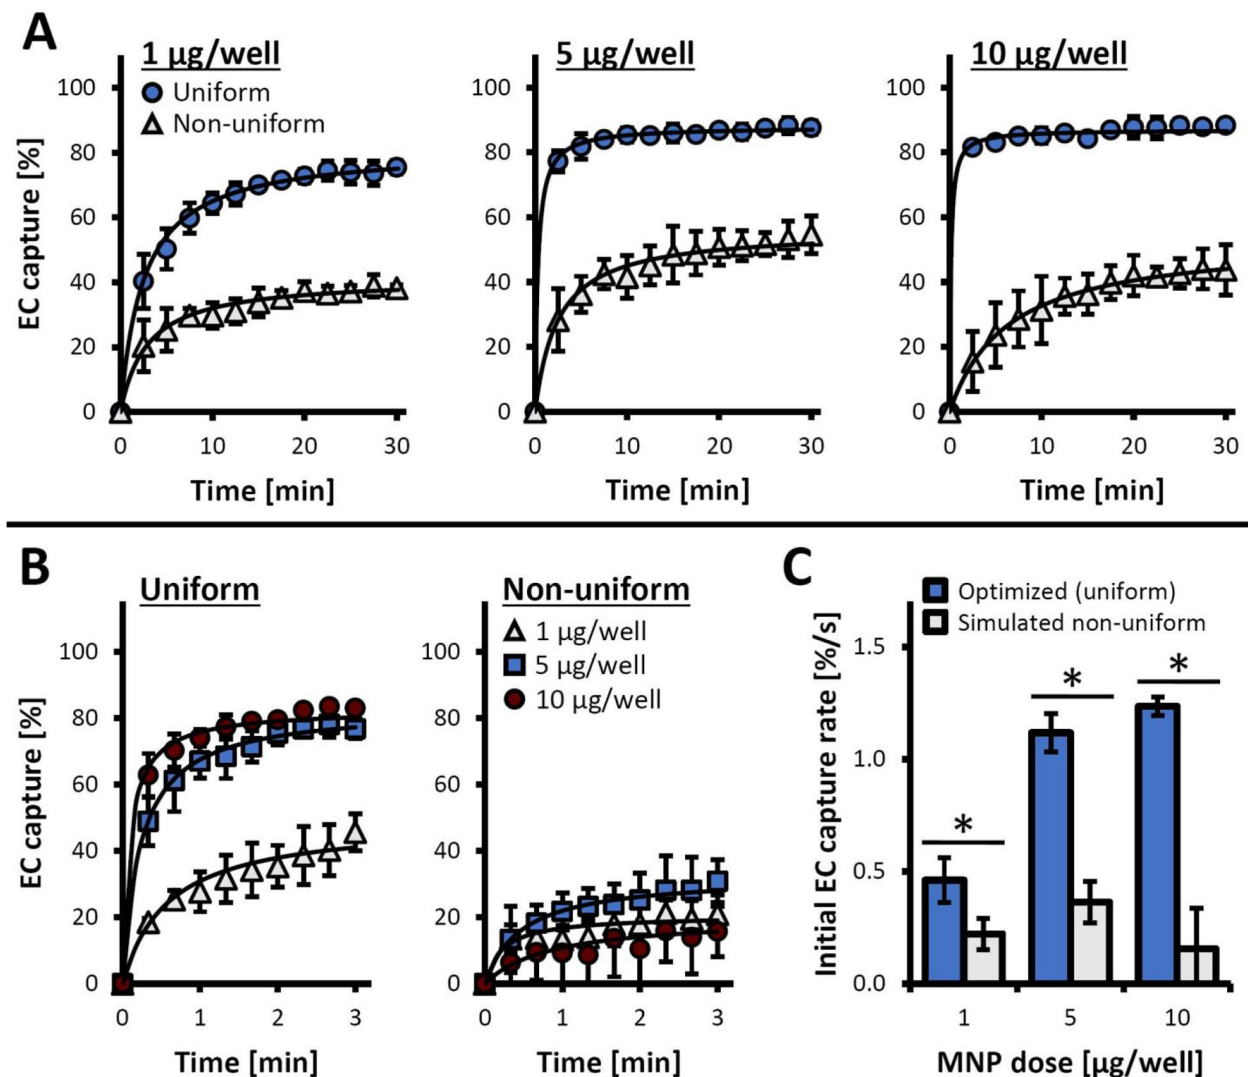 A
1 µg/well
Uniform
Non-uniform
EC capture [%]
100
80
60
40
20
0
0 10 20 30
Time [min]
5 µg/well
100
80
60
40
20
0
0 10 20 30
Time [min]
10 µg/well
100
80
60
40
20
0
0 10 20 30
Time [min]
B
Uniform
EC capture [%]
100
80
60
40
20
0
0 1 2 3
Time [min]
Non-uniform
1 µg/well
5 µg/well
10 µg/well
100
80
60
40
20
0
0 1 2 3
Time [min]
C
Optimized (uniform)
Simulated non-uniform
Initial EC capture rate [%/s]
1.5
1.0
0.5
0.0
* * *
1 5 10
MNP dose [µg/well]